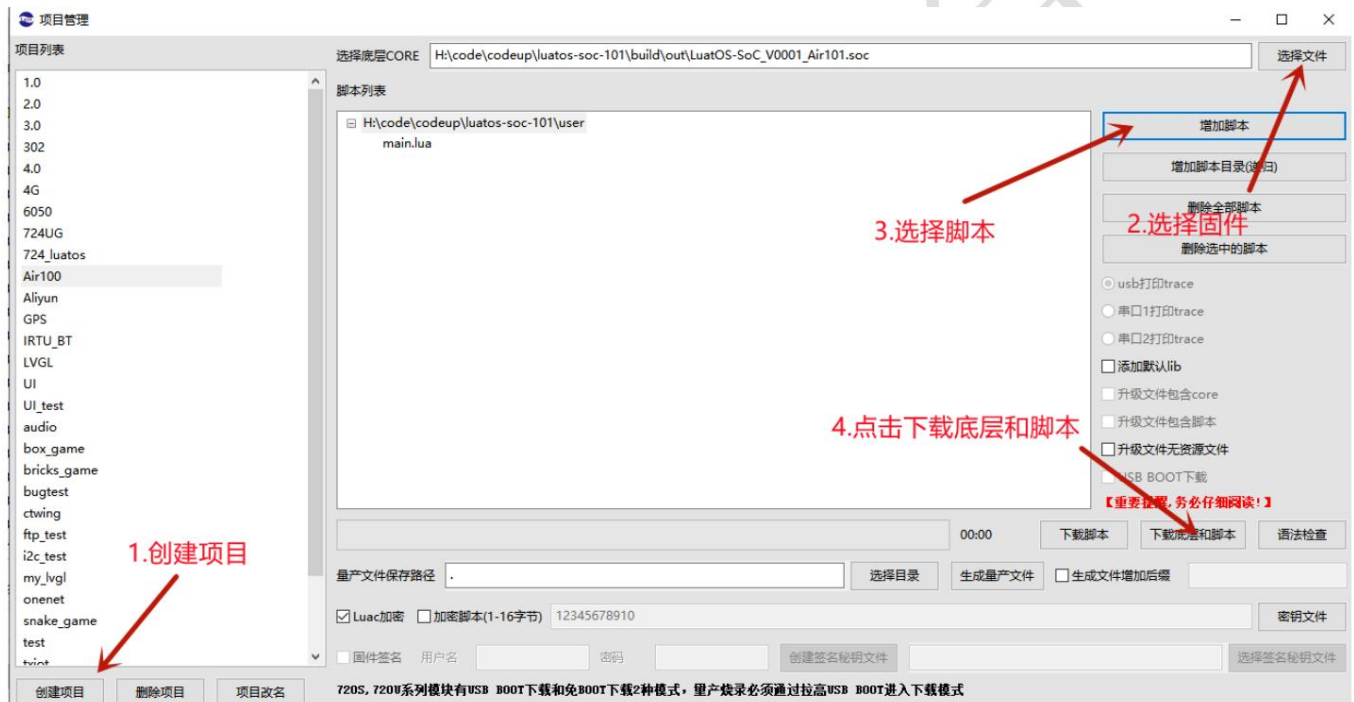 项目管理
项目列表
选择底层CORE
H:\code\codeup\luatos-soc-101\build\out\LuatOS-SoC_V0001_Air101.soc
选择文件
1.0
2.0
3.0
302
4.0
4G
6050
724UG
724_luatos
Air100
Aliyun
GPS
IRTU_BT
LVGL
UI
UI_test
audio
box_game
bricks_game
bugtest
ctwing
ftp_test
i2c_test
my_lvgl
onenet
snake_game
test
脚本列表
H:\code\codeup\luatos-soc-101\user
main.lua
增加脚本
增加脚本目录(递归)
删除全部脚本
2.选择固件
3.选择脚本
删除选中的脚本
usb打印trace
串口1打印trace
串口2打印trace
添加默认lib
升级文件包含core
4.点击下载底层和脚本
升级文件包含脚本
升级文件无资源文件
USB BOOT下载
【重要提醒,务必仔细阅读!】
00:00
下载脚本
下载底层和脚本
语法检查
1.创建项目
量产文件保存路径
.
选择目录
生成量产文件
生成文件增加后缀
Luac加密
加密脚本(1-16字节)
12345678910
密钥文件
固件签名
用户名
密码
创建签名秘钥文件
选择签名秘钥文件
创建项目
删除项目
项目改名
720S,720U系列模块有USB BOOT下载和免BOOT下载2种模式，量产烧录必须通过拉高USB BOOT进入下载模式